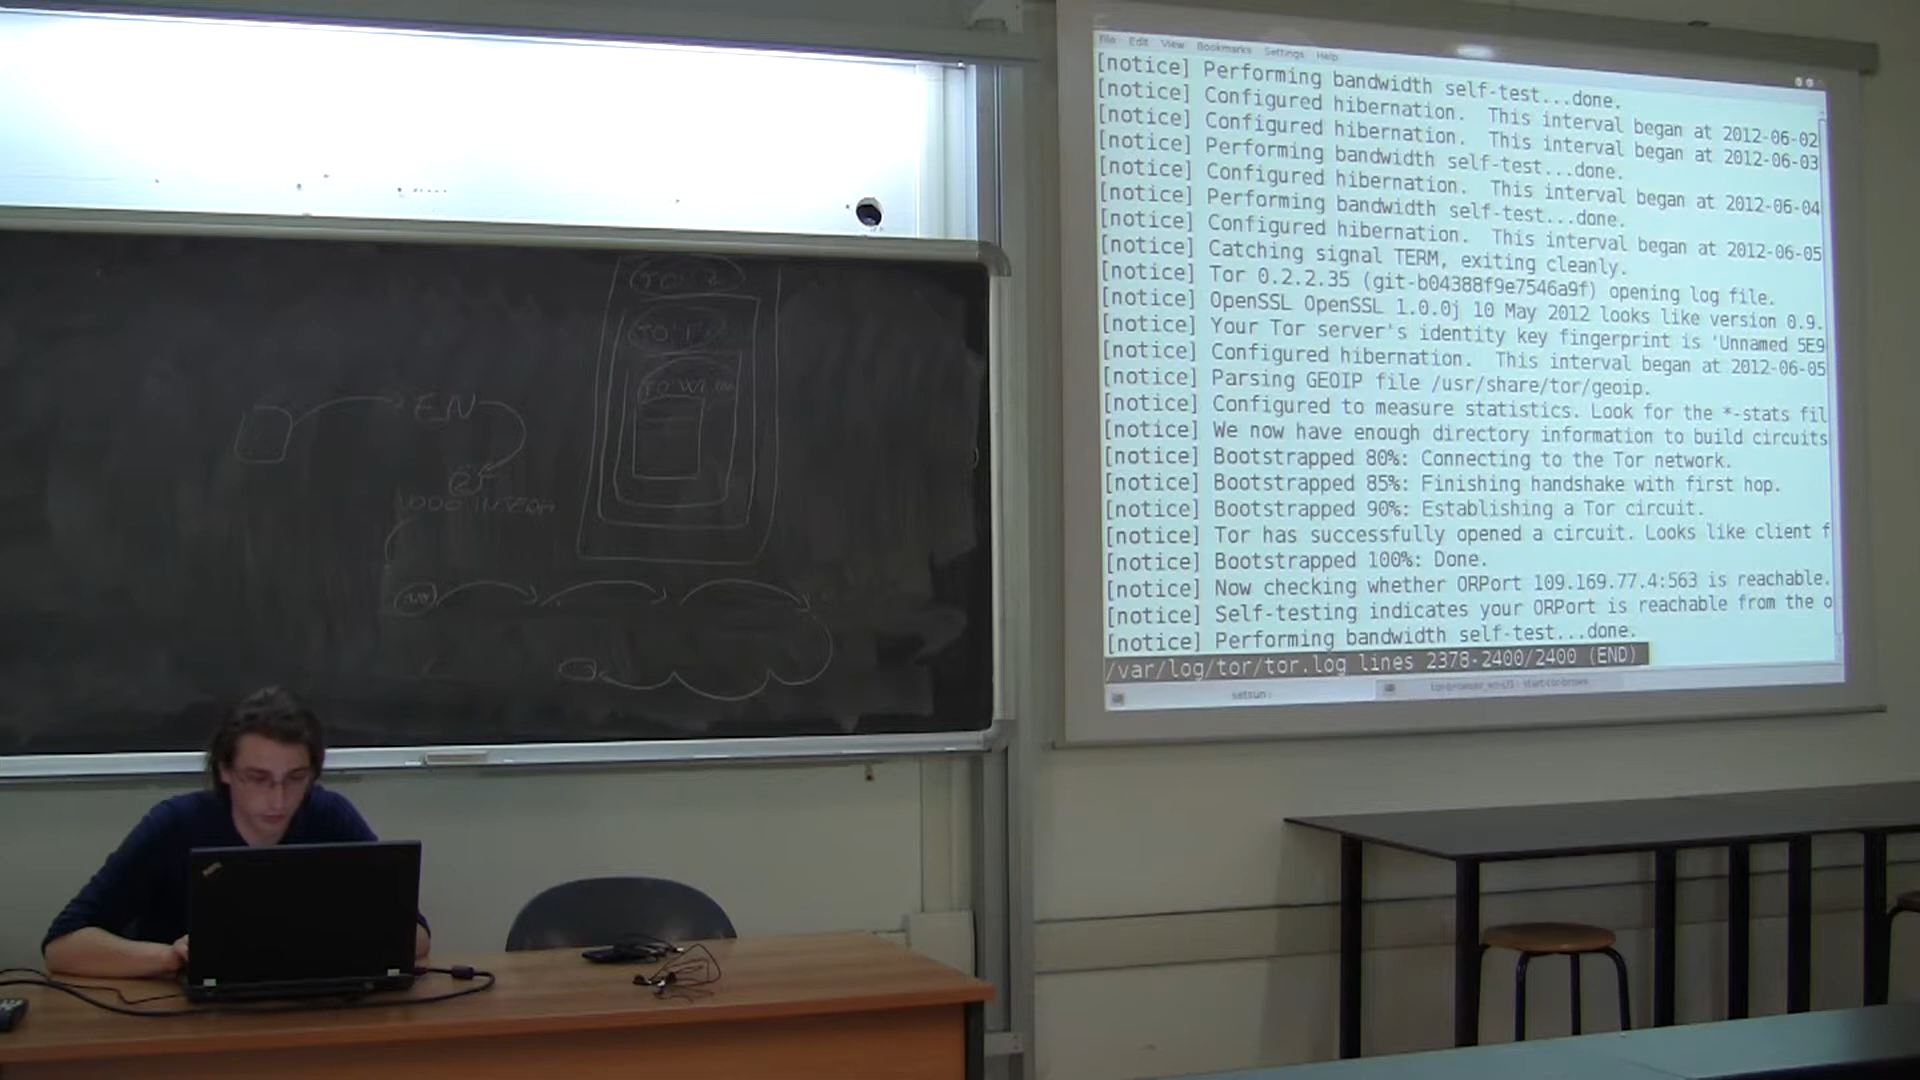 File Edit View Bookmarks Settings Help
[notice] Performing bandwidth self-test...done.
[notice] Configured hibernation.  This interval began at 2012-06-02
[notice] Configured hibernation.  This interval began at 2012-06-03
[notice] Performing bandwidth self-test...done.
[notice] Configured hibernation.  This interval began at 2012-06-04
[notice] Performing bandwidth self-test...done.
[notice] Configured hibernation.  This interval began at 2012-06-05
[notice] Catching signal TERM, exiting cleanly.
[notice] Tor 0.2.2.35 (git-b04388f9e7546a9f) opening log file.
[notice] OpenSSL OpenSSL 1.0.0j 10 May 2012 looks like version 0.9.
[notice] Your Tor server's identity key fingerprint is 'Unnamed 5E9
[notice] Configured hibernation.  This interval began at 2012-06-05
[notice] Parsing GEOIP file /usr/share/tor/geoip.
[notice] Configured to measure statistics. Look for the *-stats fil
[notice] We now have enough directory information to build circuits
[notice] Bootstrapped 80%: Connecting to the Tor network.
[notice] Bootstrapped 85%: Finishing handshake with first hop.
[notice] Bootstrapped 90%: Establishing a Tor circuit.
[notice] Tor has successfully opened a circuit. Looks like client f
[notice] Bootstrapped 100%: Done.
[notice] Now checking whether ORPort 109.169.77.4:563 is reachable.
[notice] Self-testing indicates your ORPort is reachable from the o
[notice] Performing bandwidth self-test...done.
/var/log/tor/tor.log lines 2378-2400/2400 (END)
EN